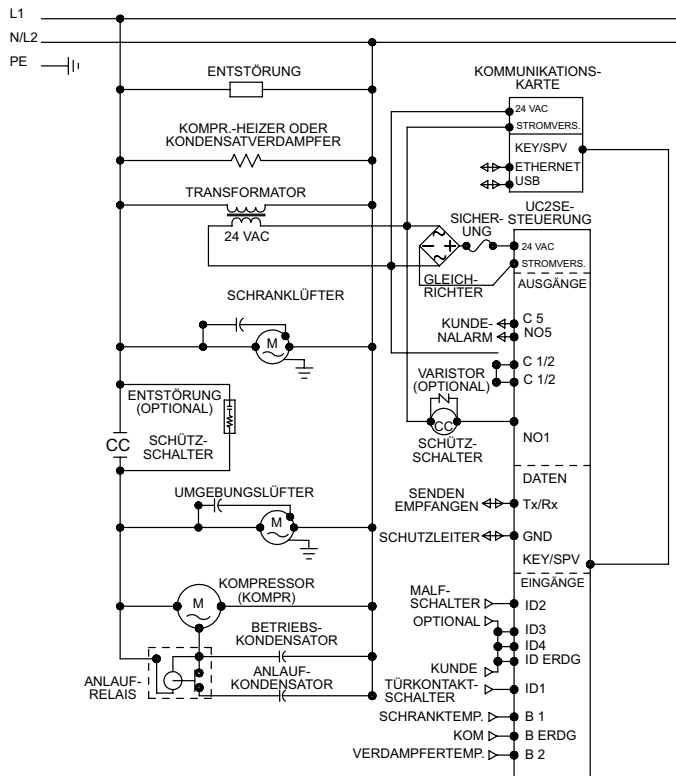 L1
N/L2
PE
ENTSTÖRUNG
KOMPR.-HEIZER ODER
KONDENSATVERDAMPFER
TRANSFORMATOR
24 VAC
SCHRANKLÜFTER
M
ENTSTÖRUNG
(OPTIONAL)
CC
SCHÜTZ-
SCHALTER
UMGEBUNGSLÜFTER
M
KOMPRESSOR
(KOMPR)
M
BETRIEBS-
KONDENSATOR
ANLAUF-
RELAIS
ANLAUF-
KONDENSATOR
KOMMUNIKATIONS-
KARTE
24 VAC
STROMVERS.
KEY/SPV
ETHERNET
USB
SICHER-
UNG
UC2SE-
STEUERUNG
24 VAC
STROMVERS.
GLEICH-
RICHTER
AUSGÄNGE
KUNDE-
NALARM
C 5
NO5
C 1/2
C 1/2
VARISTOR
(OPTIONAL)
CC
SCHÜTZ-
SCHALTER
NO1
DATEN
SENDEN
EMPFANGEN
Tx/Rx
SCHUTZLEITER
GND
KEY/SPV
EINGÄNGE
MALF-
SCHALTER
ID2
OPTIONAL
ID3
ID4
ID ERDG
KUNDE
TÜRKONTAKT-
SCHALTER
ID1
SCHRANKTEMP.
B 1
KOM
B ERDG
VERDAMPFERTEMP.
B 2